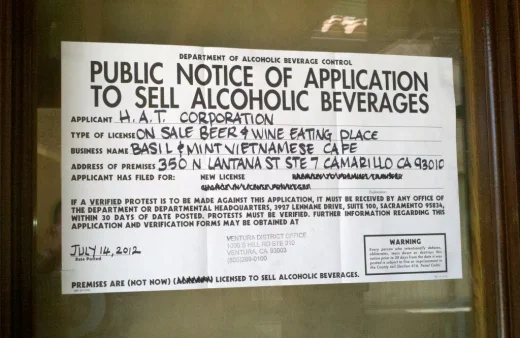 DEPARTMENT OF ALCOHOLIC BEVERAGE CONTROL
PUBLIC NOTICE OF APPLICATION
TO SELL ALCOHOLIC BEVERAGES
APPLICANT H.A.T. CORPORATION
TYPE OF LICENSE ON SALE BEER & WINE EATING PLACE
BUSINESS NAME BASIL & MINT VIETNAMESE CAFE
ADDRESS OF PREMISES 350 N LANTANA ST STE 7 CAMARILLO CA 93010
APPLICANT HAS FILED FOR: NEW LICENSE
IF A VERIFIED PROTEST IS TO BE MADE AGAINST THIS APPLICATION, IT MUST BE RECEIVED BY ANY OFFICE OF
THE DEPARTMENT OR DEPARTMENTAL HEADQUARTERS, 3927 LENNANE DRIVE, SUITE 100, SACRAMENTO 95834,
WITHIN 30 DAYS OF DATE POSTED. PROTESTS MUST BE VERIFIED. FURTHER INFORMATION REGARDING THIS
APPLICATION AND VERIFICATION FORMS MAY BE OBTAINED AT
VENTURA DISTRICT OFFICE
VENTURA, CA 93003
JULY 14, 2012
Date Posted
WARNING
PREMISES ARE (NOT NOW) LICENSED TO SELL ALCOHOLIC BEVERAGES.